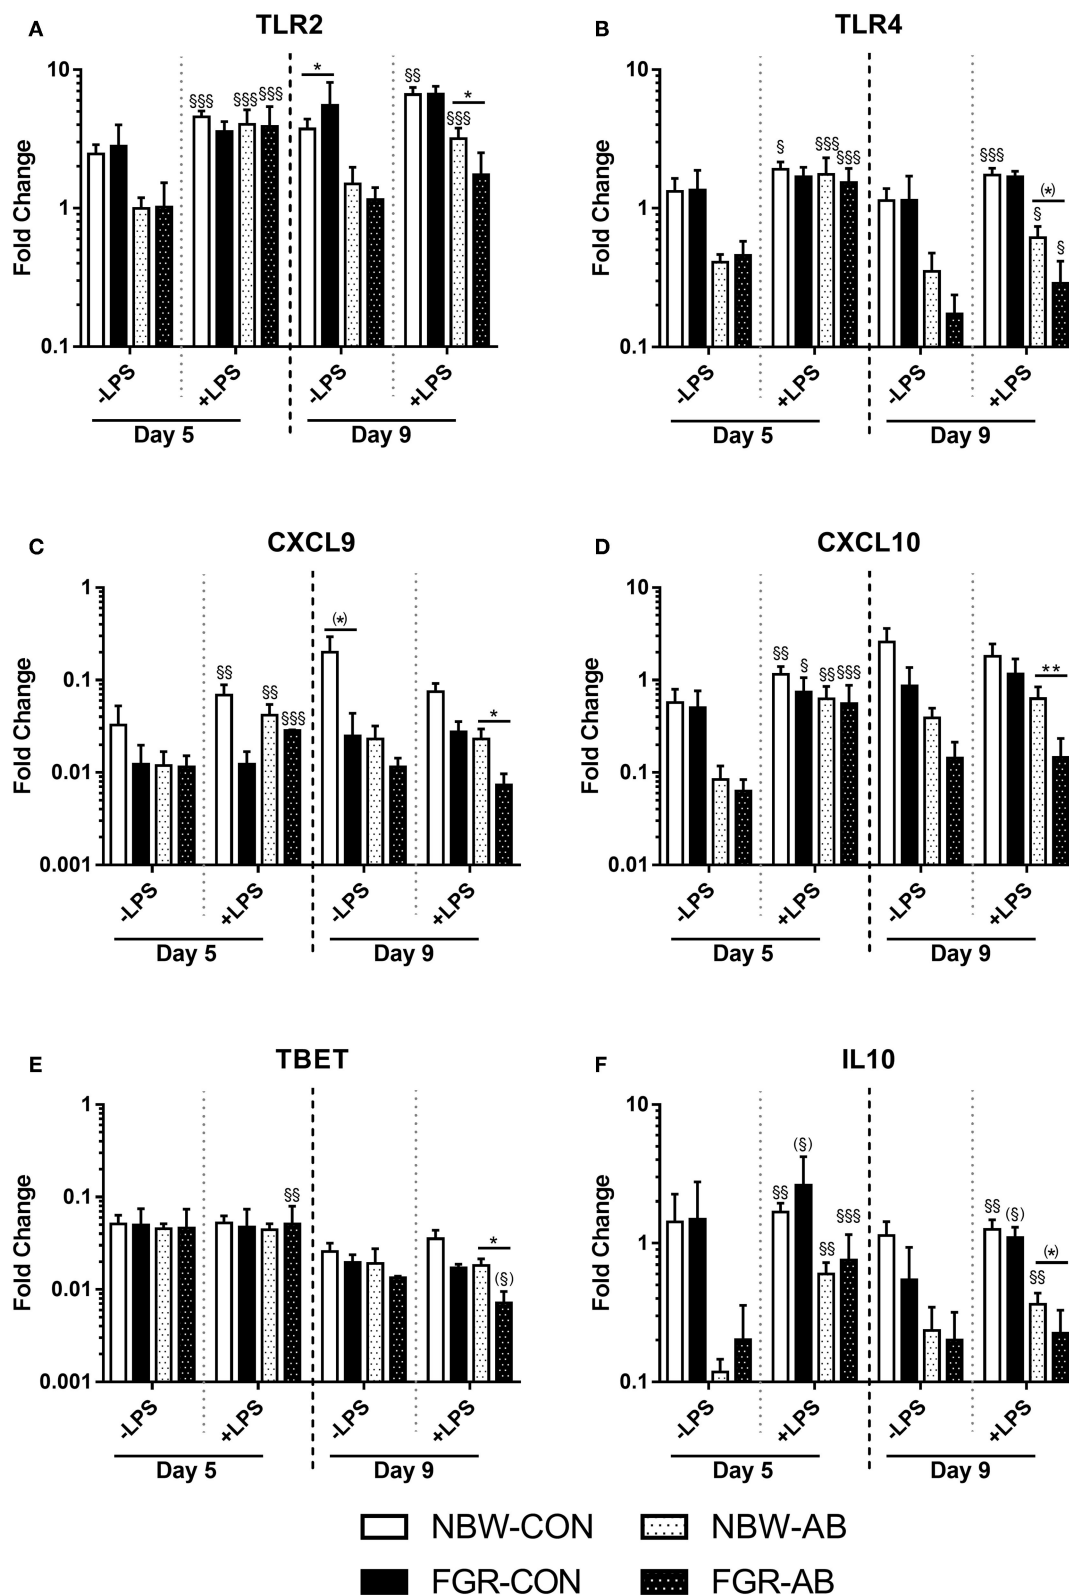 A
TLR2
Fold Change
10
1
0.1
§§§
§§§
§§§
*
§§
*
§§§
-LPS
+LPS
-LPS
+LPS
Day 5
Day 9
B
TLR4
Fold Change
10
1
0.1
§
§§§
§§§
§§§
(*)
§
§
-LPS
+LPS
-LPS
+LPS
Day 5
Day 9
C
CXCL9
Fold Change
1
0.1
0.01
0.001
§§
§§
§§§
(*)
*
-LPS
+LPS
-LPS
+LPS
Day 5
Day 9
D
CXCL10
Fold Change
10
1
0.1
0.01
§§
§
§§
§§§
**
-LPS
+LPS
-LPS
+LPS
Day 5
Day 9
E
TBET
Fold Change
1
0.1
0.01
0.001
§§
*
(§)
-LPS
+LPS
-LPS
+LPS
Day 5
Day 9
F
IL10
Fold Change
10
1
0.1
§§
(§)
§§
§§§
§§
(§)
(*)
§§
-LPS
+LPS
-LPS
+LPS
Day 5
Day 9
NBW-CON
NBW-AB
FGR-CON
FGR-AB